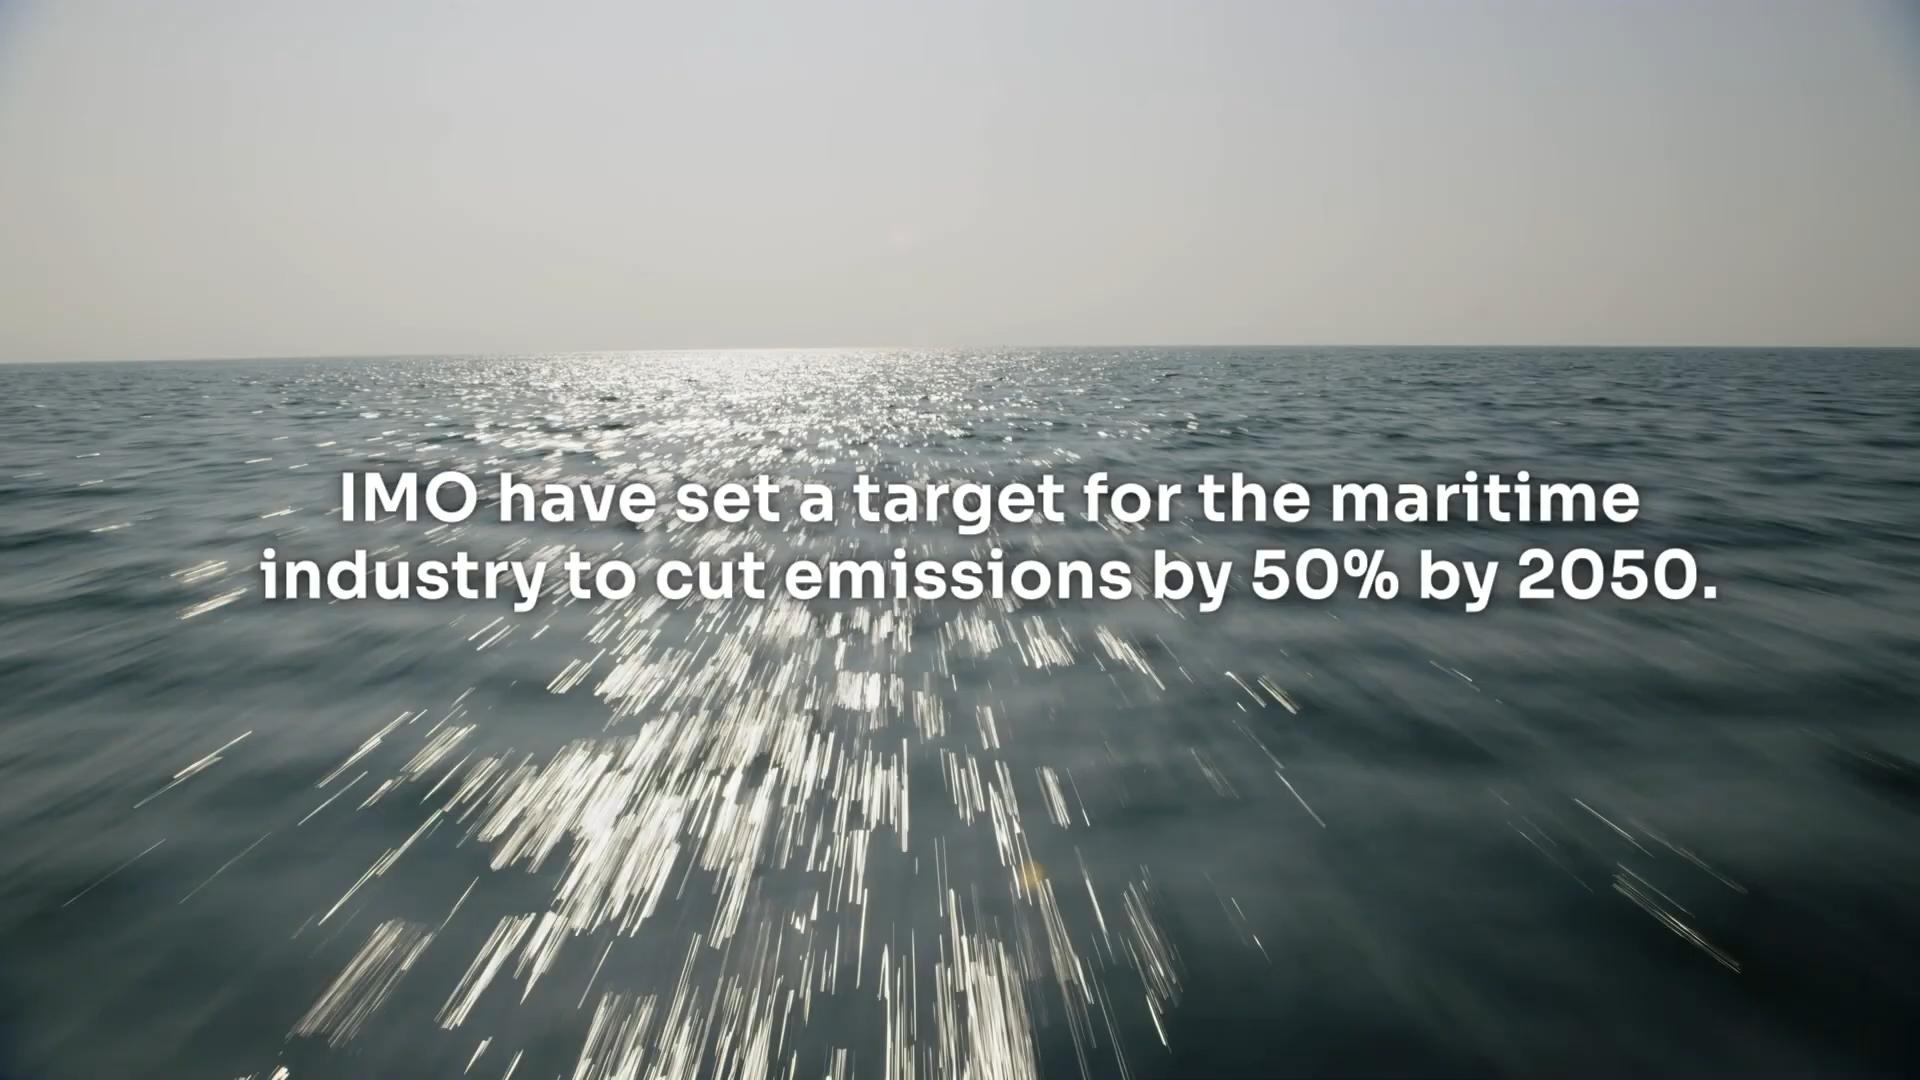 IMO have set a target for the maritime
industry to cut emissions by 50% by 2050.